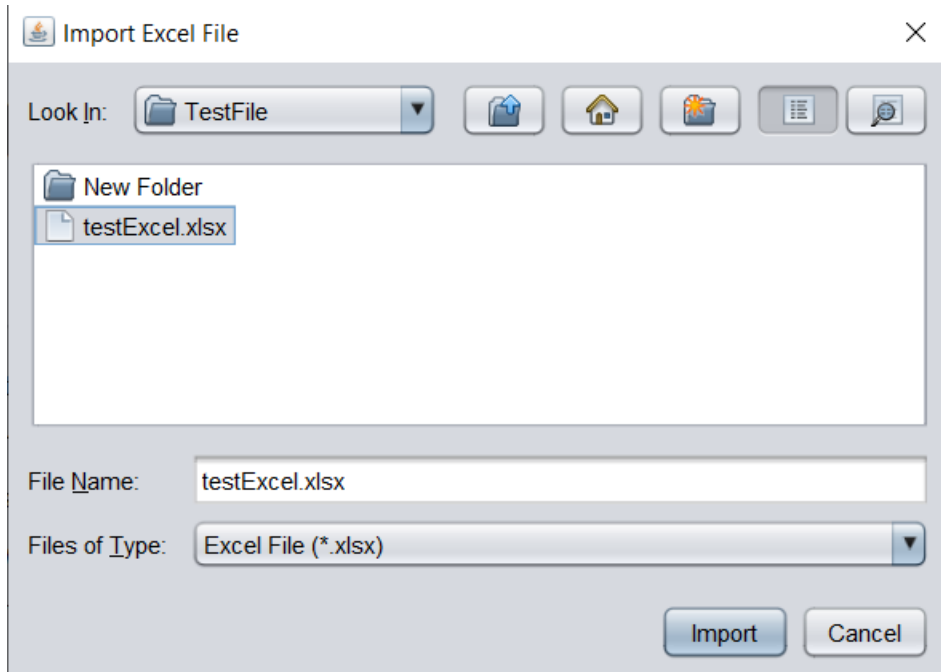 Import Excel File
Look In: TestFile
New Folder
testExcel.xlsx
File Name: testExcel.xlsx
Files of Type: Excel File (*.xlsx)
Import Cancel